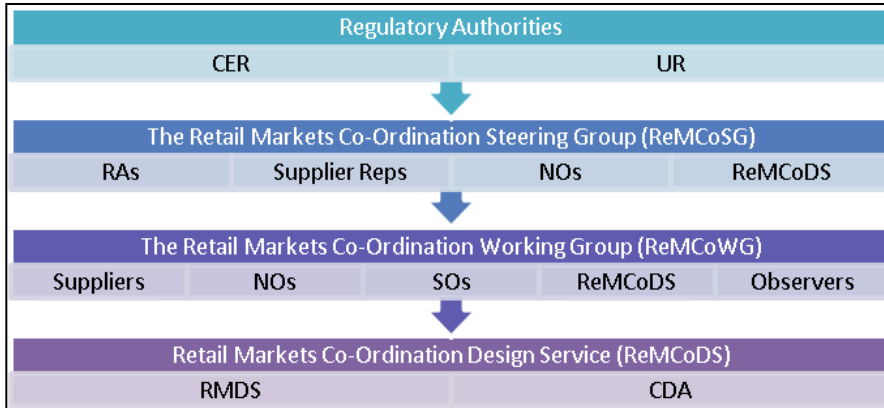 Regulatory Authorities
CER UR
The Retail Markets Co-Ordination Steering Group (ReMCoSG)
RAs Supplier Reps NOs ReMCoDS
The Retail Markets Co-Ordination Working Group (ReMCoWG)
Suppliers NOs SOs ReMCoDS Observers
Retail Markets Co-Ordination Design Service (ReMCoDS)
RMDS CDA